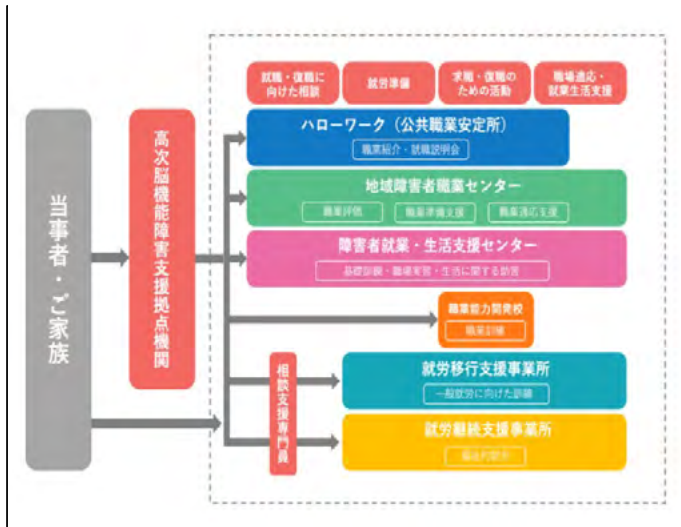 就職・復職に
向けた相談
就労準備
求職・復職の
ための活動
職場適応・
就業生活支援
当事者・ご家族
高次脳機能障害支援拠点機関
ハローワーク（公共職業安定所）
職業紹介・就職説明会
地域障害者職業センター
職業評価
職業準備支援
職業適応支援
障害者就業・生活支援センター
基礎訓練・職場実習・生活に関する助言
職業能力開発校
職業訓練
相談支援専門員
就労移行支援事業所
一般就労に向けた訓練
就労継続支援事業所